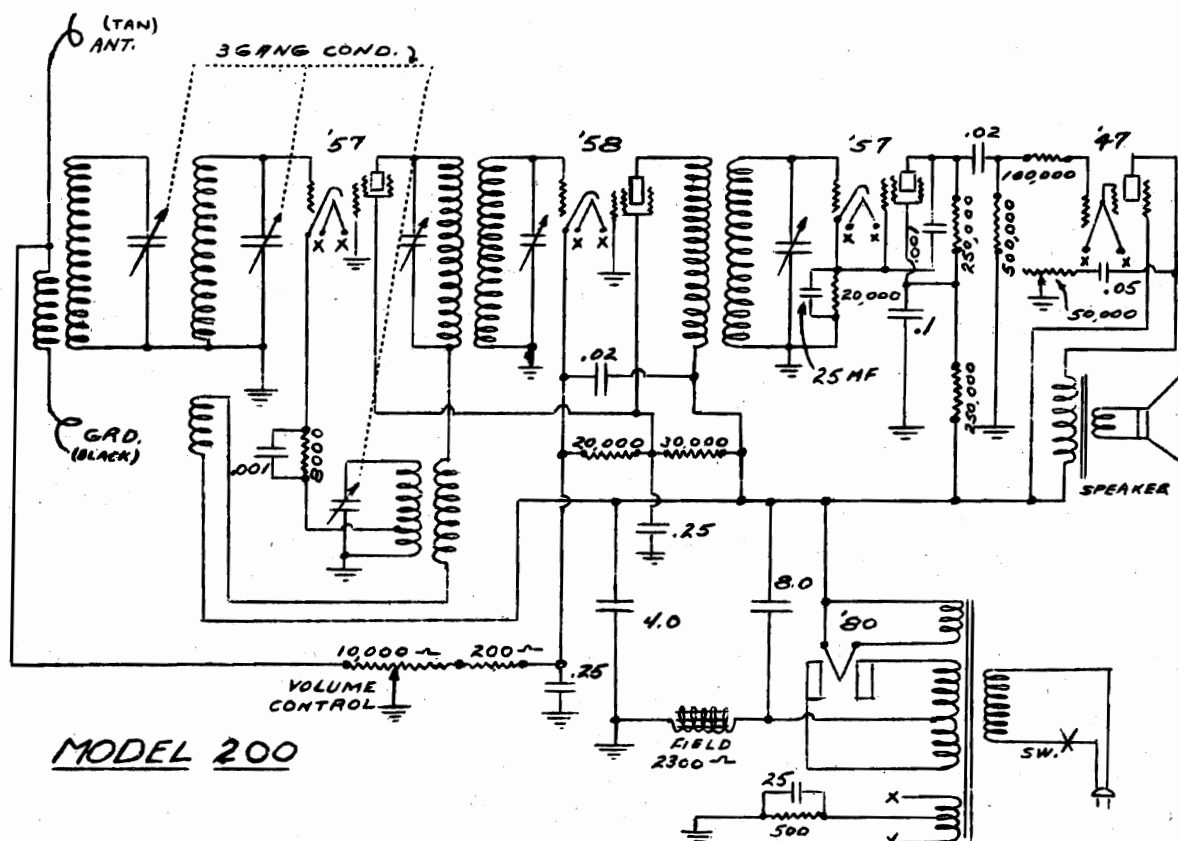 (TAN)
ANT.
3 GANG COND.
'57
'58
'57
.02
'47
100,000
.001
250,000
500,000
20,000
.1
.05
50,000
25 MF
.02
250,000
GRD.
(BLACK)
.001
8000
20,000
30,000
SPEAKER
.25
4.0
8.0
'80
10,000 Ω
200 Ω
.25
VOLUME
CONTROL
FIELD
2300 Ω
SW.
MODEL 200
25
500
X
X
X X
X X
X X
X X